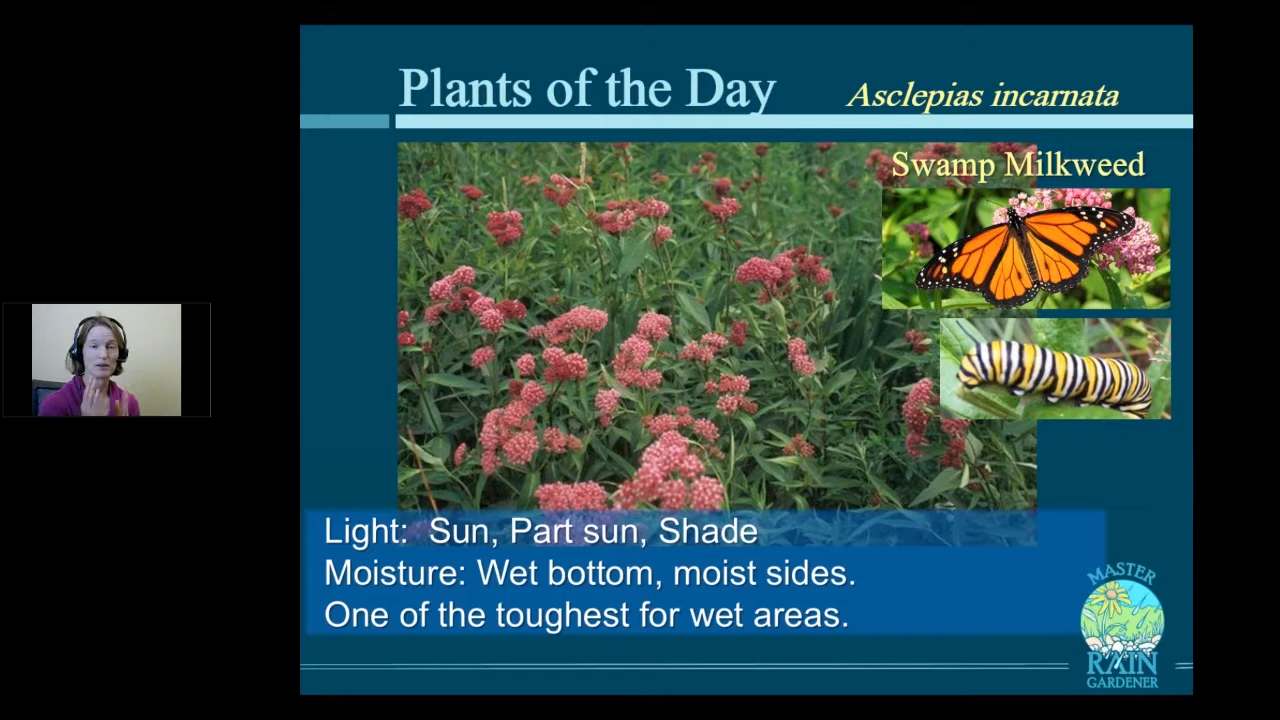 Plants of the Day
Asclepias incarnata
Swamp Milkweed
Light: Sun, Part sun, Shade
Moisture: Wet bottom, moist sides.
One of the toughest for wet areas.
MASTER
RAIN
GARDENER